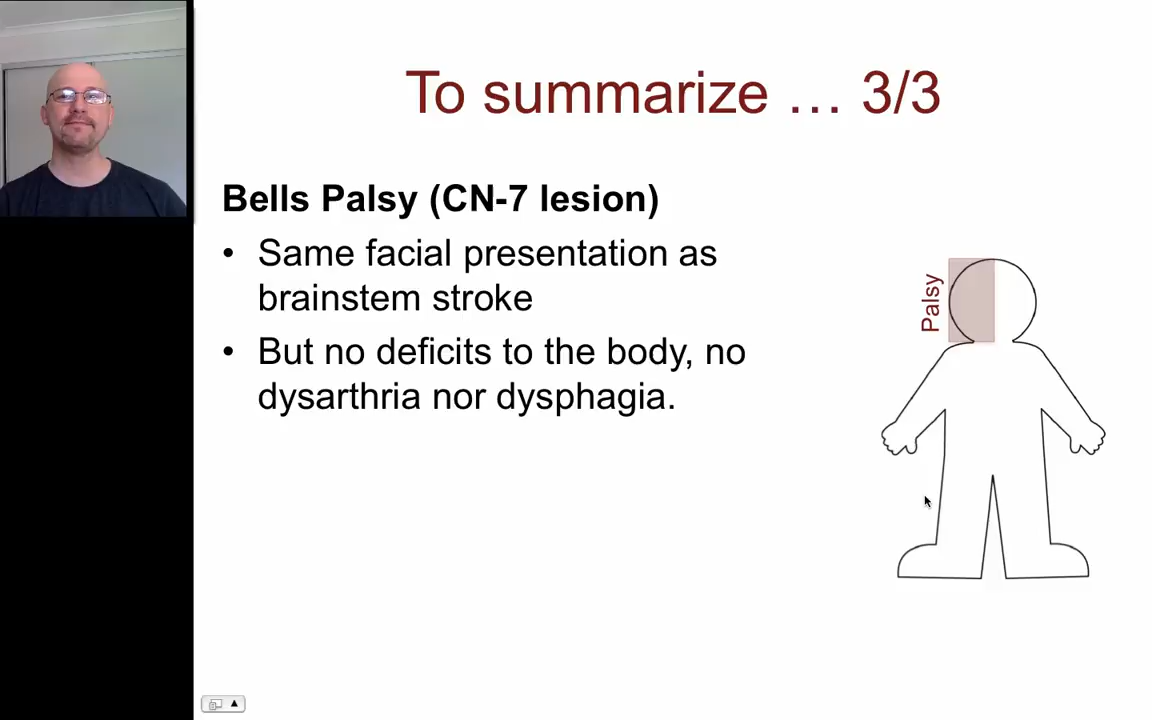 To summarize … 3/3
Bells Palsy (CN-7 lesion)
• Same facial presentation as
brainstem stroke
• But no deficits to the body, no
dysarthria nor dysphagia.
Palsy